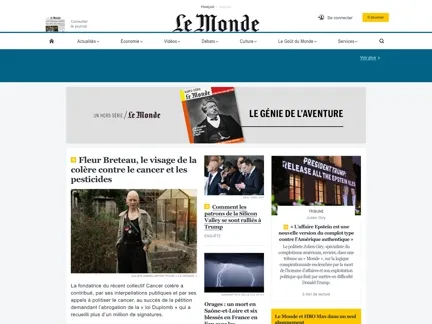 Français
Consulter
le journal
Le Monde
Se connecter
S'abonner
Actualités
Économie
Vidéos
Débats
Culture
Le Goût du Monde
Services
Voir plus
UN HORS-SÉRIE / Le Monde
LE GÉNIE DE L'AVENTURE
Fleur Breteau, le visage de la
colère contre le cancer et les
pesticides
La fondatrice du récent collectif Cancer colère a
contribué, par ses interpellations publiques et par ses
appels à politiser le cancer, au succès de la pétition
demandant l'abrogation de la « loi Duplomb » qui a
recueilli plus d'un million de signatures.
Comment les
patrons de la Silicon
Valley se sont ralliés à
Trump
ENQUÊTE
Orages : un mort en
Saône-et-Loire et six
blessés en France en
PRESIDENT TRUMP:
RELEASE ALL THE EPSTEIN FILES
TRIBUNE
« L'affaire Epstein est une
nouvelle version du complot type
contre l'Amérique authentique »
Donald Trump.
5 min de lecture
Le Monde et HBO Max dans un seul
abonnement